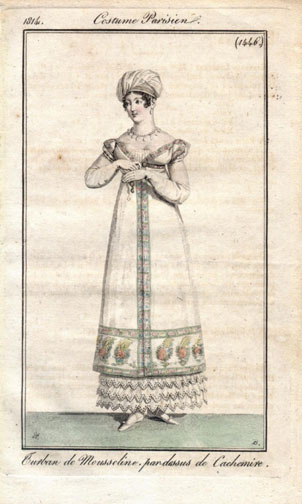 1814. Costume Parisien.
(1446)
Turban de Mousseline. par-dessus de Cachemire.